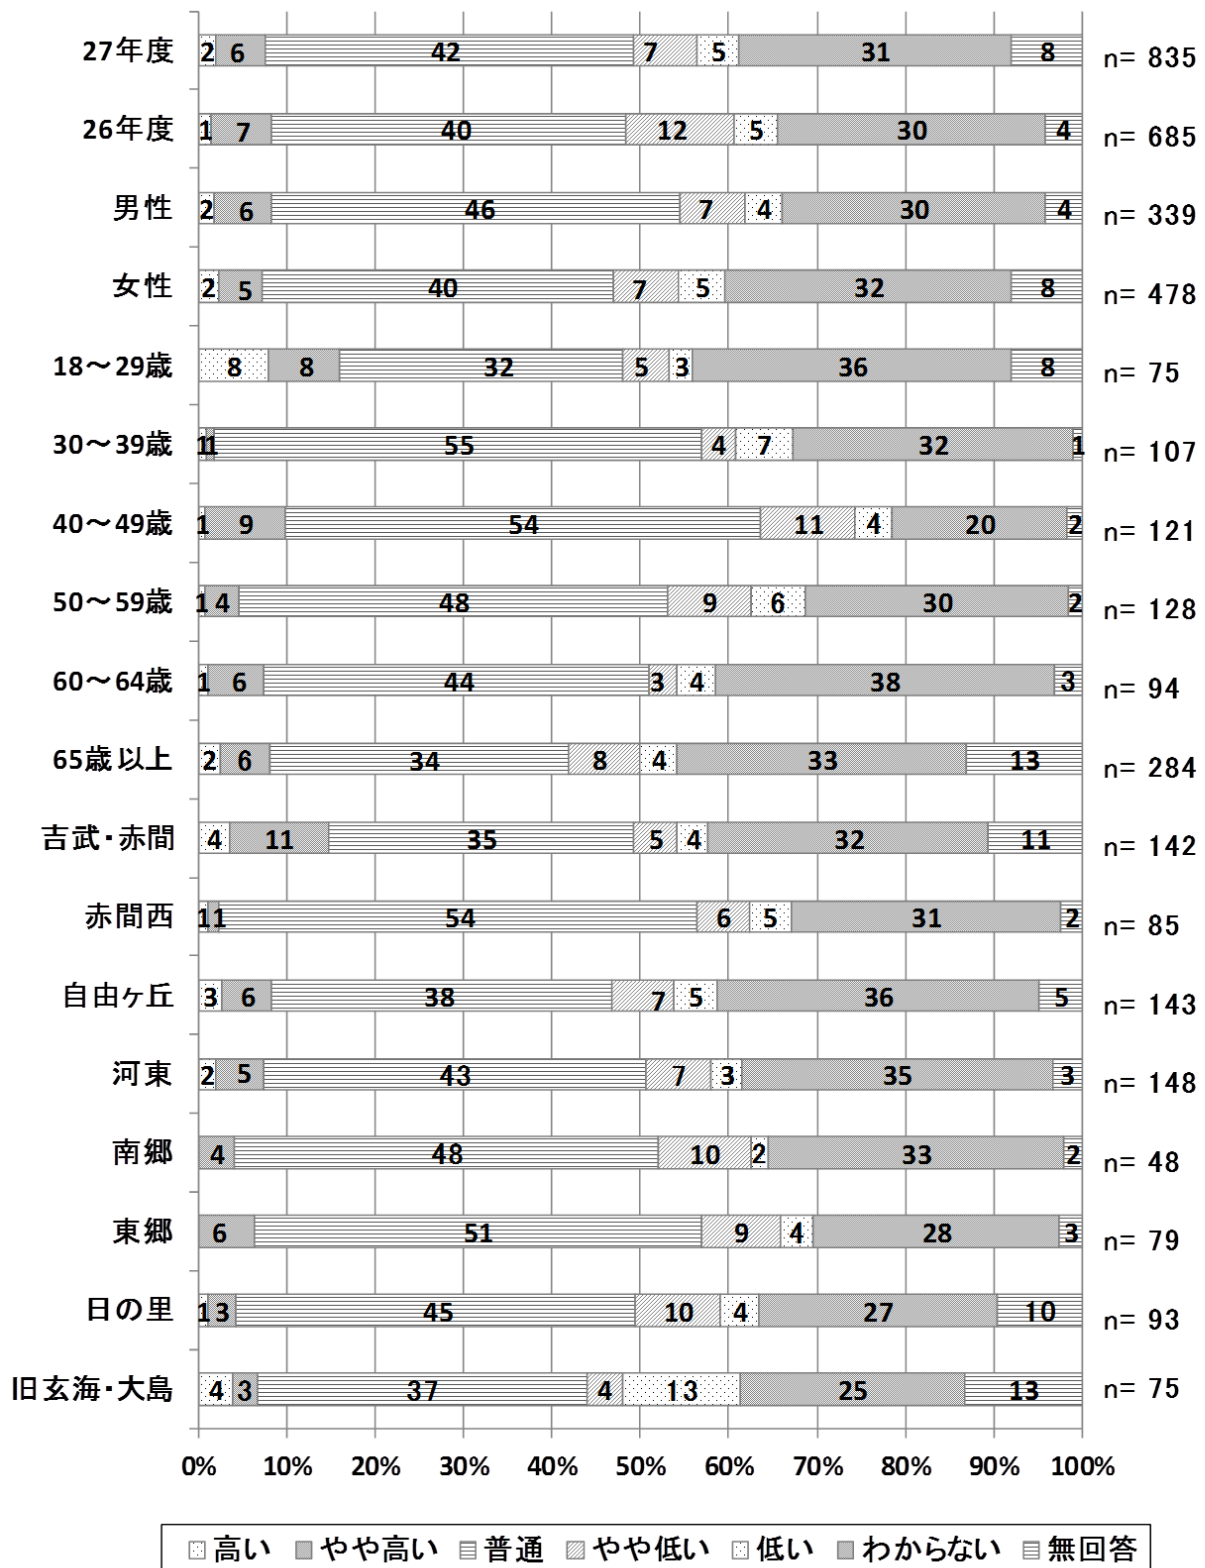 27年度 2 6 42 7 5 31 8 n= 835
26年度 1 7 40 12 5 30 4 n= 685
男性 2 6 46 7 4 30 4 n= 339
女性 2 5 40 7 5 32 8 n= 478
18～29歳 8 8 32 5 3 36 8 n= 75
30～39歳 1 1 55 4 7 32 1 n= 107
40～49歳 1 9 54 11 4 20 2 n= 121
50～59歳 1 4 48 9 6 30 2 n= 128
60～64歳 1 6 44 3 4 38 3 n= 94
65歳以上 2 6 34 8 4 33 13 n= 284
吉武・赤間 4 11 35 5 4 32 11 n= 142
赤間西 1 1 54 6 5 31 2 n= 85
自由ヶ丘 3 6 38 7 5 36 5 n= 143
河東 2 5 43 7 3 35 3 n= 148
南郷 4 48 10 2 33 2 n= 48
東郷 6 51 9 4 28 3 n= 79
日の里 1 3 45 10 4 27 10 n= 93
旧玄海・大島 4 3 37 4 13 25 13 n= 75
0% 10% 20% 30% 40% 50% 60% 70% 80% 90% 100%
高い やや高い 普通 やや低い 低い わからない 無回答